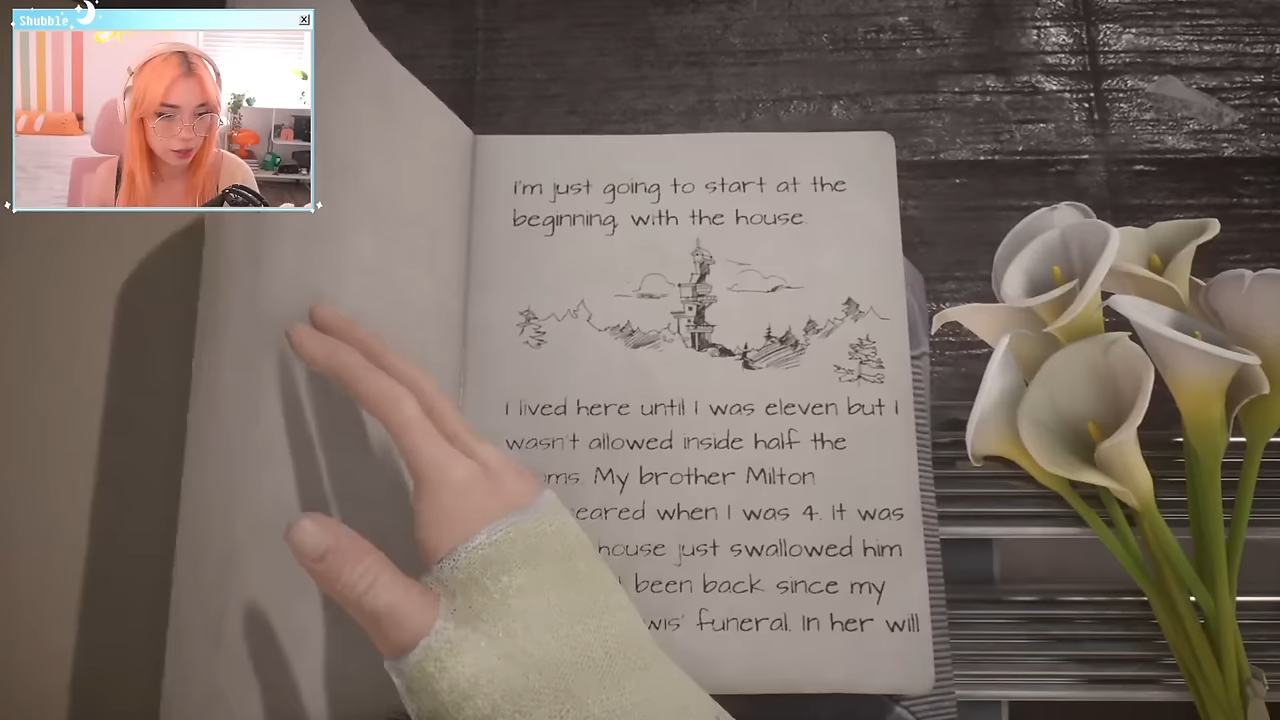 Shubble
I'm just going to start at the
beginning, with the house.
I lived here until I was eleven but I
wasn't allowed inside half the
My brother Milton
when I was 4. It was
house just swallowed him
been back since my
funeral. In her will